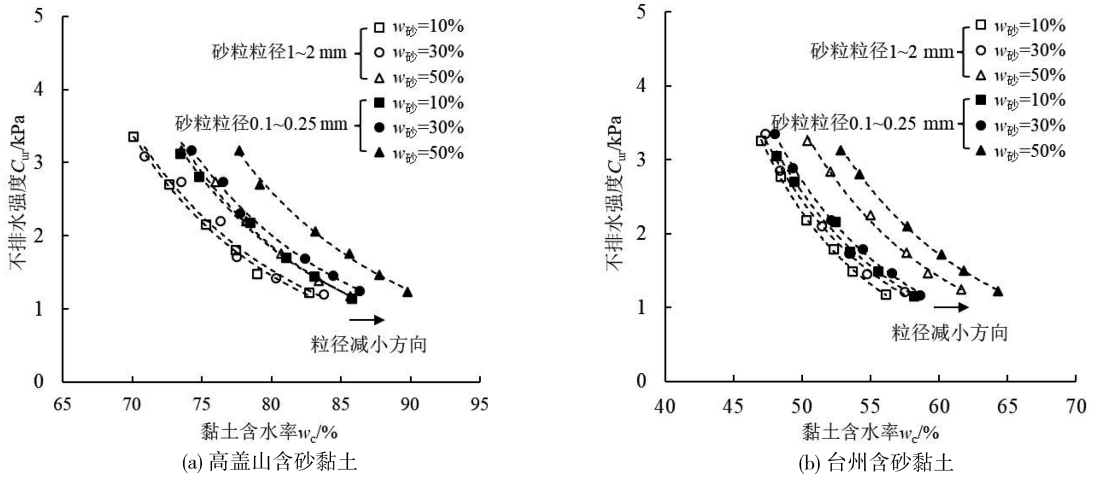 5
4
3
2
1
0
不排水强度Cur/kPa
砂粒粒径1~2 mm
w砂=10%
w砂=30%
w砂=50%
砂粒粒径0.1~0.25 mm
w砂=10%
w砂=30%
w砂=50%
粒径减小方向
65 70 75 80 85 90 95
黏土含水率wc/%
(a) 高盖山含砂黏土
5
4
3
2
1
0
不排水强度Cur/kPa
砂粒粒径1~2 mm
w砂=10%
w砂=30%
w砂=50%
砂粒粒径0.1~0.25 mm
w砂=10%
w砂=30%
w砂=50%
粒径减小方向
40 45 50 55 60 65 70
黏土含水率wc/%
(b) 台州含砂黏土